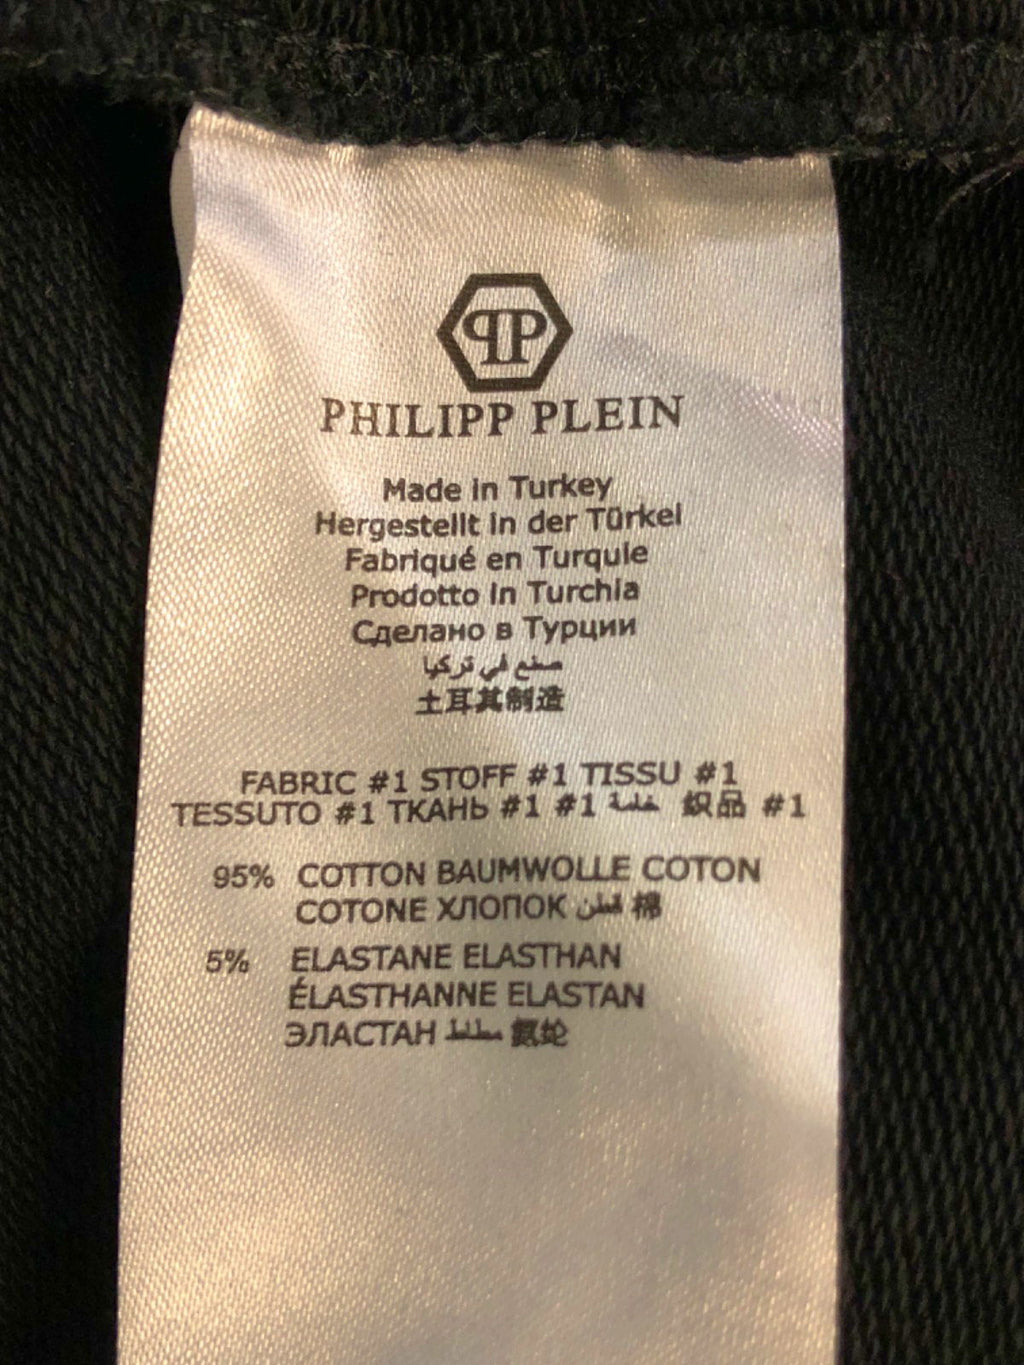 PHILIPP PLEIN
Made in Turkey
Hergestellt in der Türkei
Fabriqué en Turquie
Prodotto in Turchia
Сделано в Турции
صنع في تركيا
土耳其制造
FABRIC #1 STOFF #1 TISSU #1
TESSUTO #1 ТКАНЬ #1 #1 织品 #1
95% COTTON BAUMWOLLE COTON
COTONE ХЛОПОК قطن 棉
5% ELASTANE ELASTHAN
ÉLASTHANNE ELASTAN
ЭЛАСТАН مطاط 氨纶